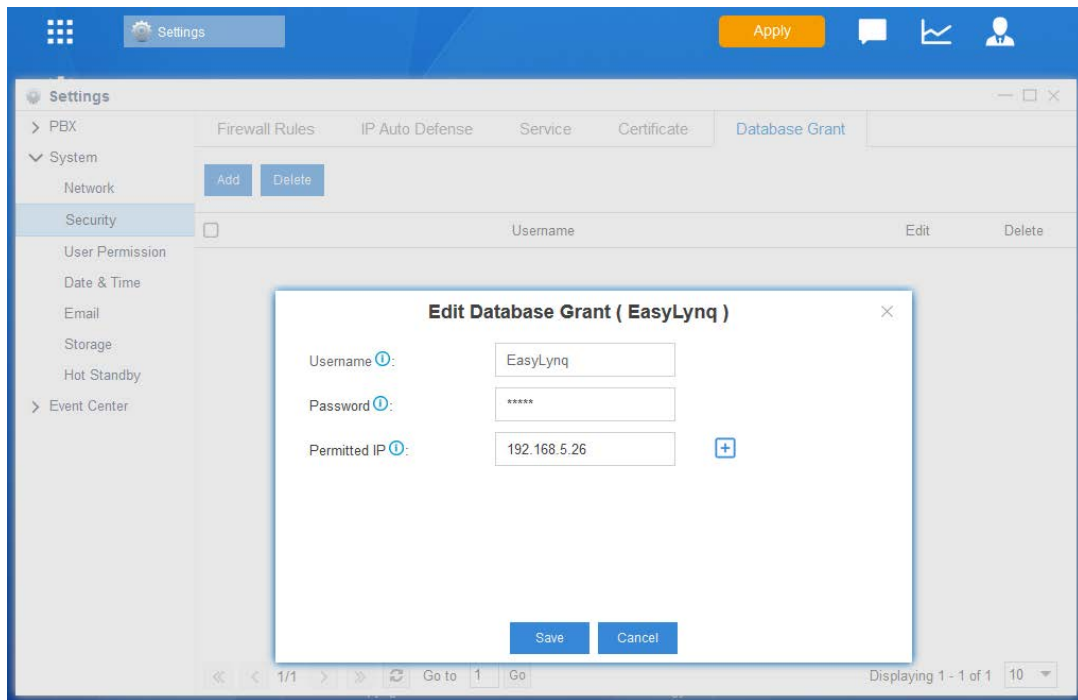 Settings
Apply
Settings
PBX
System
Network
Security
User Permission
Date & Time
Email
Storage
Hot Standby
Event Center
Firewall Rules
IP Auto Defense
Service
Certificate
Database Grant
Add
Delete
Username
Edit
Delete
Edit Database Grant ( EasyLynq )
Username :
EasyLynq
Password :
*****
Permitted IP :
192.168.5.26
Save
Cancel
1/1
Go to 1 Go
Displaying 1 - 1 of 1
10